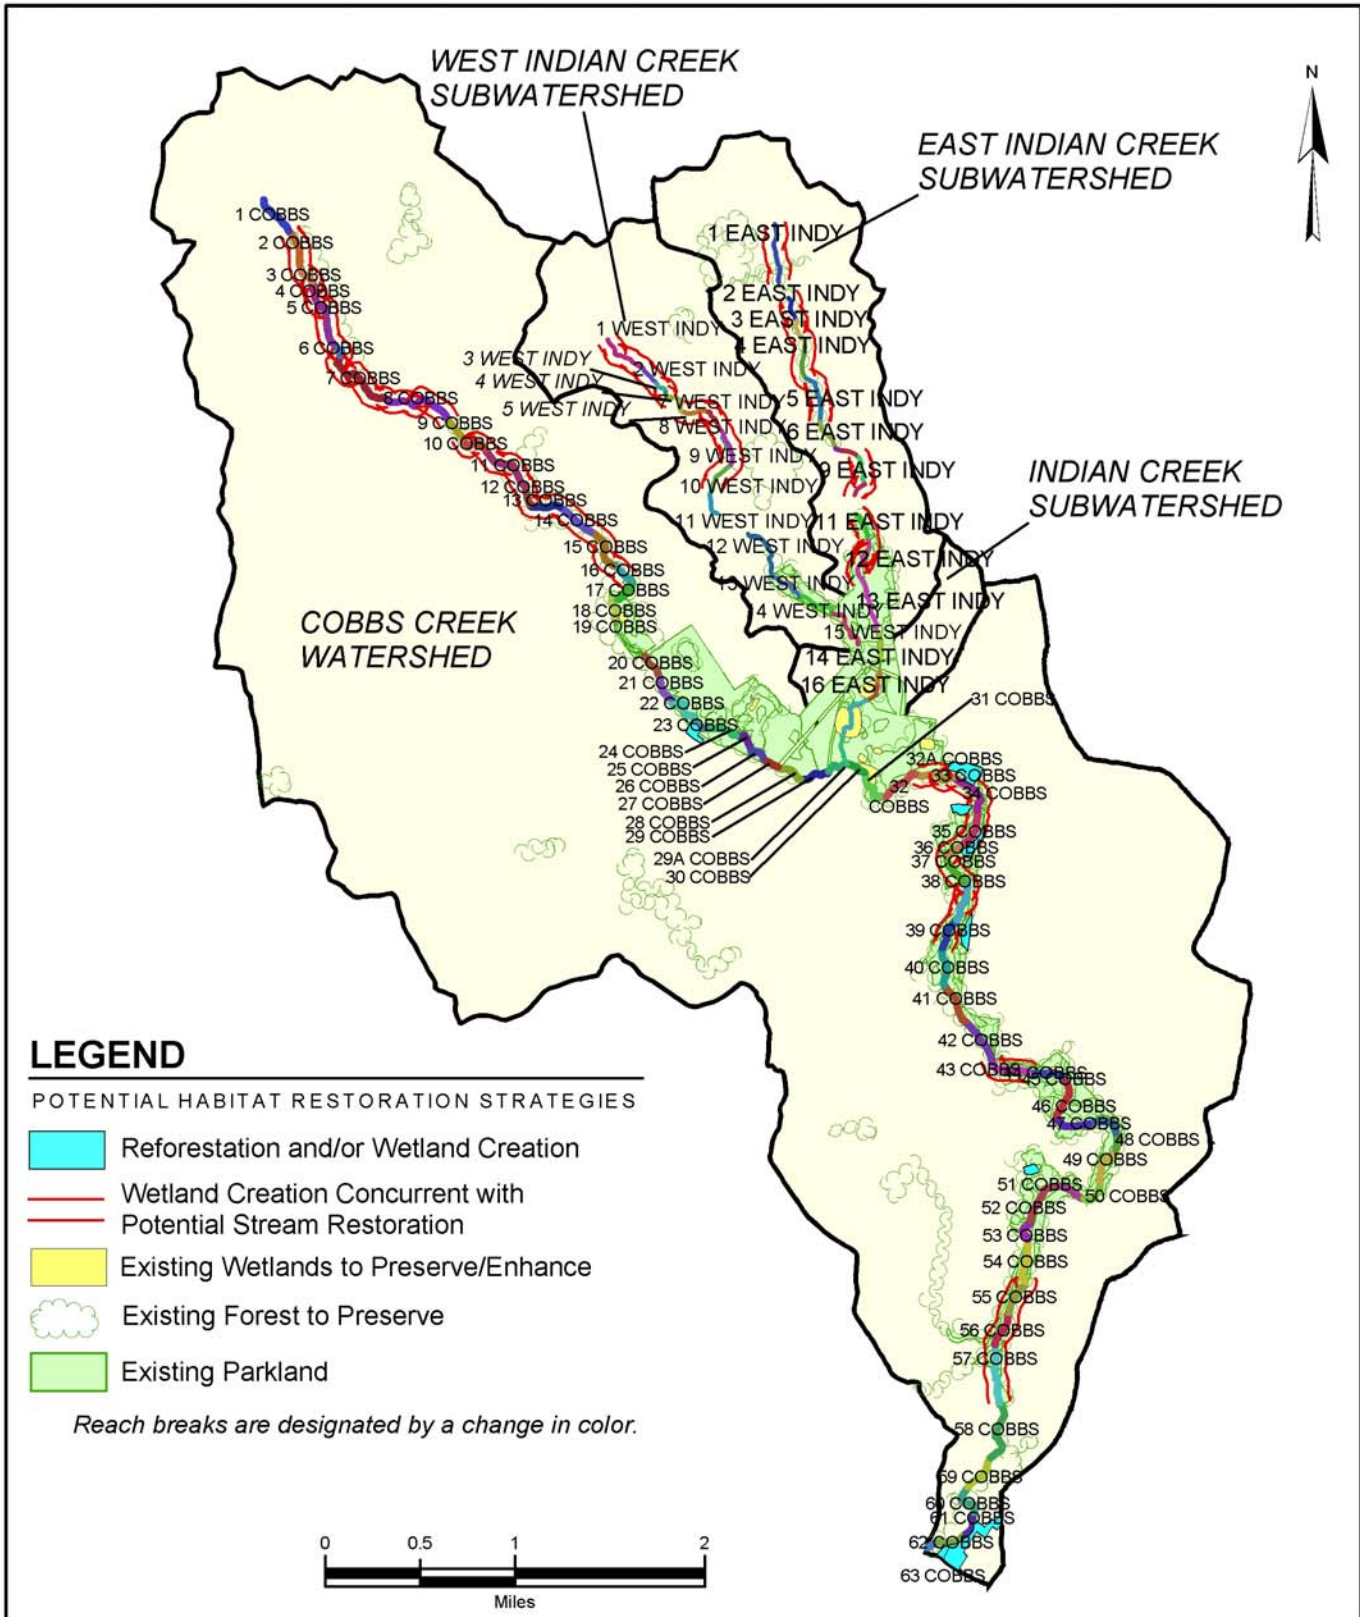 WEST INDIAN CREEK
SUBWATERSHED
N
EAST INDIAN CREEK
SUBWATERSHED
1 COBBS
2 COBBS
3 COBBS
4 COBBS
5 COBBS
6 COBBS
7 COBBS
8 COBBS
9 COBBS
10 COBBS
11 COBBS
12 COBBS
13 COBBS
14 COBBS
15 COBBS
16 COBBS
17 COBBS
18 COBBS
19 COBBS
20 COBBS
21 COBBS
22 COBBS
23 COBBS
24 COBBS
25 COBBS
26 COBBS
27 COBBS
28 COBBS
29 COBBS
29A COBBS
30 COBBS
1 WEST INDY
2 WEST INDY
3 WEST INDY
4 WEST INDY
5 WEST INDY
7 WEST INDY
8 WEST INDY
9 WEST INDY
10 WEST INDY
11 WEST INDY
12 WEST INDY
13 WEST INDY
14 WEST INDY
15 WEST INDY
1 EAST INDY
2 EAST INDY
3 EAST INDY
4 EAST INDY
5 EAST INDY
6 EAST INDY
9 EAST INDY
11 EAST INDY
12 EAST INDY
13 EAST INDY
14 EAST INDY
16 EAST INDY
INDIAN CREEK
SUBWATERSHED
COBBS CREEK
WATERSHED
31 COBBS
32A COBBS
32
COBBS
33 COBBS
34 COBBS
35 COBBS
36 COBBS
37 COBBS
38 COBBS
39 COBBS
40 COBBS
41 COBBS
42 COBBS
43 COBBS
45 COBBS
46 COBBS
47 COBBS
48 COBBS
49 COBBS
50 COBBS
51 COBBS
52 COBBS
53 COBBS
54 COBBS
55 COBBS
56 COBBS
57 COBBS
58 COBBS
59 COBBS
60 COBBS
61 COBBS
62 COBBS
63 COBBS
LEGEND
POTENTIAL HABITAT RESTORATION STRATEGIES
Reforestation and/or Wetland Creation
Wetland Creation Concurrent with
Potential Stream Restoration
Existing Wetlands to Preserve/Enhance
Existing Forest to Preserve
Existing Parkland
Reach breaks are designated by a change in color.
0 0.5 1 2
Miles